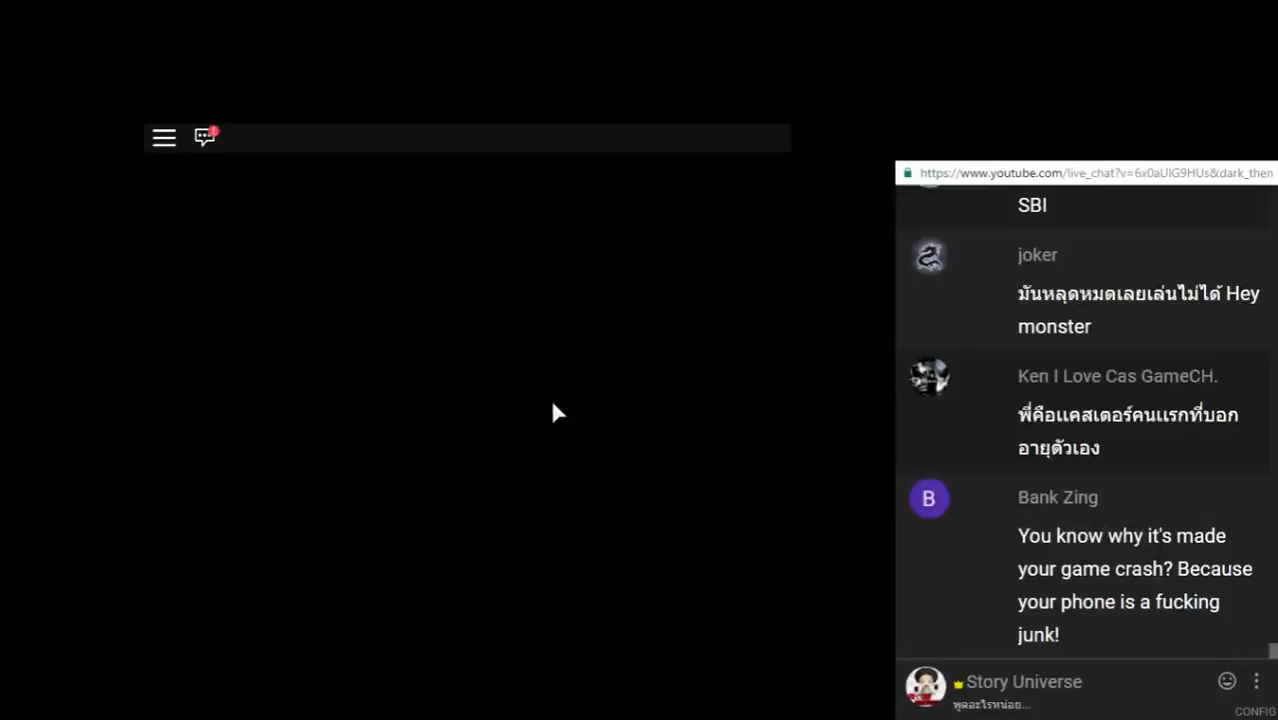 https://www.youtube.com/live_chat?v=6x0aUIG9HUs&dark_then
SBI
joker
มันหลุดหมดเลยเล่นไม่ได้ Hey
monster
Ken I Love Cas GameCH.
พี่คือแคสเตอร์คนแรกที่บอก
อายุตัวเอง
B
Bank Zing
You know why it's made
your game crash? Because
your phone is a fucking
junk!
Story Universe
พูดอะไรหน่อย...
CONFIG